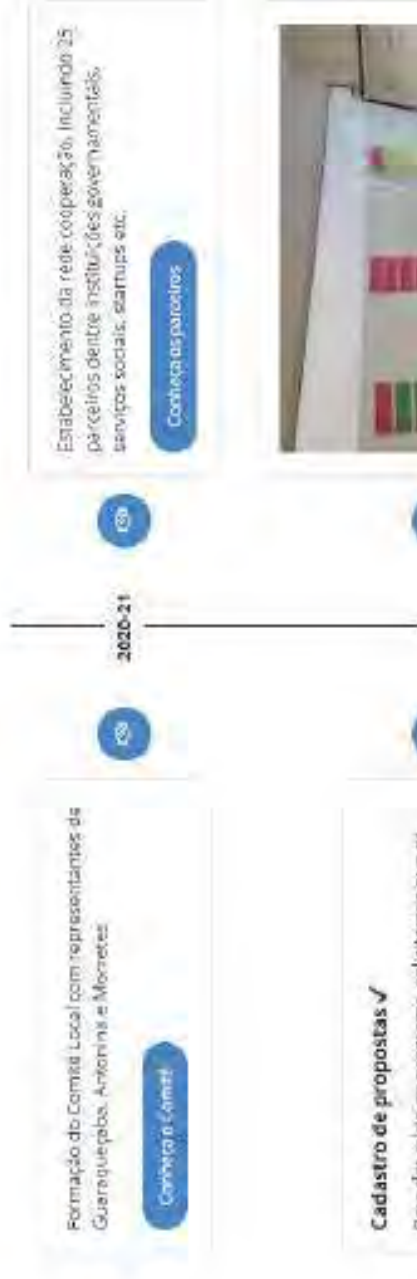 Formação do Comitê Local com representantes de
Guaraqueçaba, Antonina e Morretes
Conheça o Comitê
2020-21
Estabelecimento da rede cooperação, incluindo 25
parceiros dentre instituições governamentais,
serviços sociais, startups etc.
Conheça os parceiros
Cadastro de propostas ✓